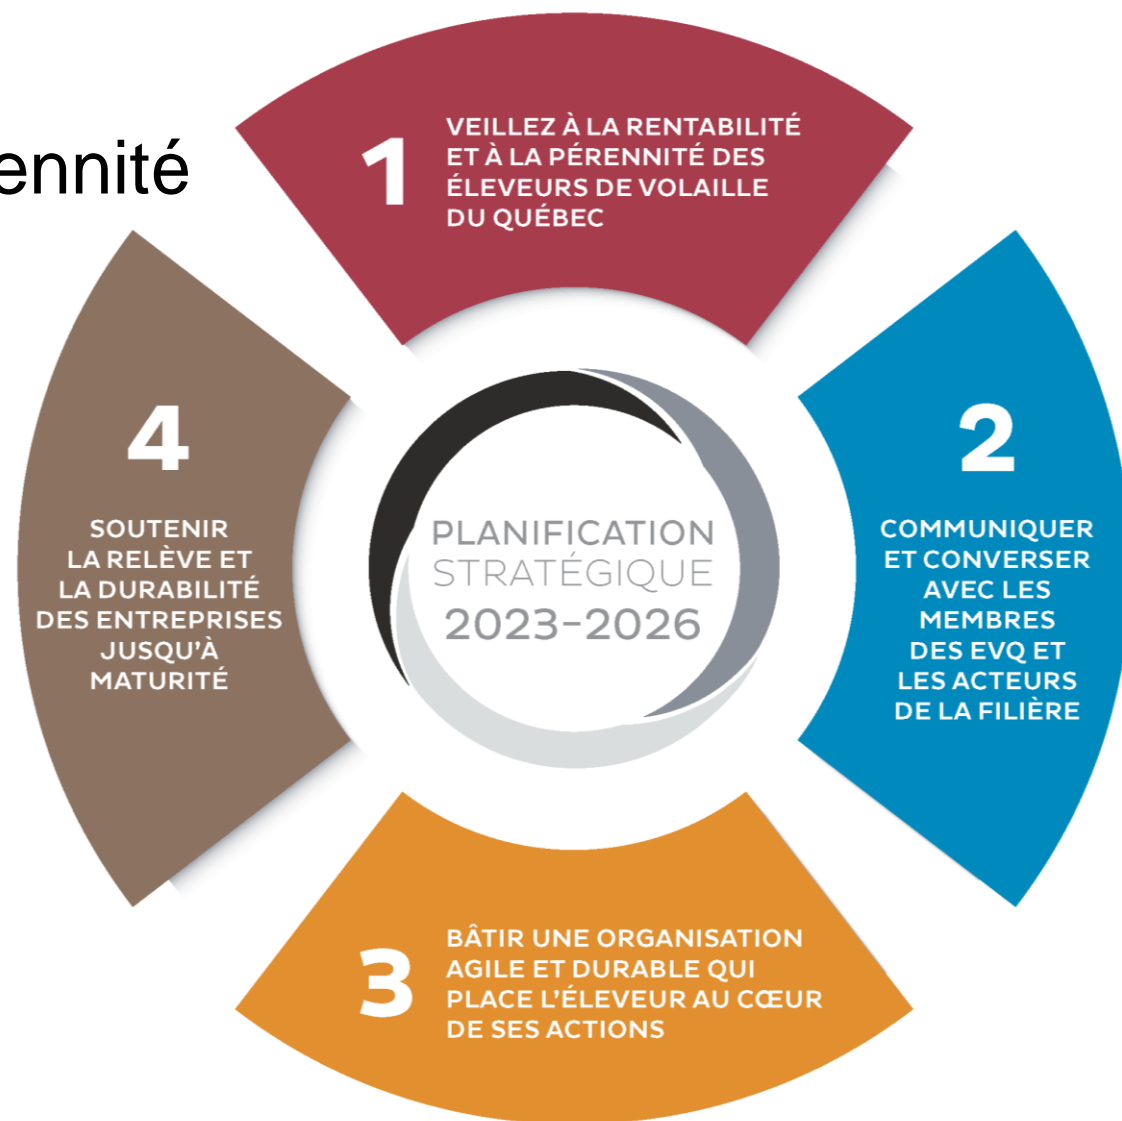 ennité
1
VEILLEZ À LA RENTABILITÉ
ET À LA PÉRENNITÉ DES
ÉLEVEURS DE VOLAILLE
DU QUÉBEC
2
COMMUNIQUER
ET CONVERSER
AVEC LES
MEMBRES
DES EVQ ET
LES ACTEURS
DE LA FILIÈRE
3
BÂTIR UNE ORGANISATION
AGILE ET DURABLE QUI
PLACE L'ÉLEVEUR AU CŒUR
DE SES ACTIONS
4
SOUTENIR
LA RELÈVE ET
LA DURABILITÉ
DES ENTREPRISES
JUSQU'À
MATURITÉ
PLANIFICATION
STRATÉGIQUE
2023-2026